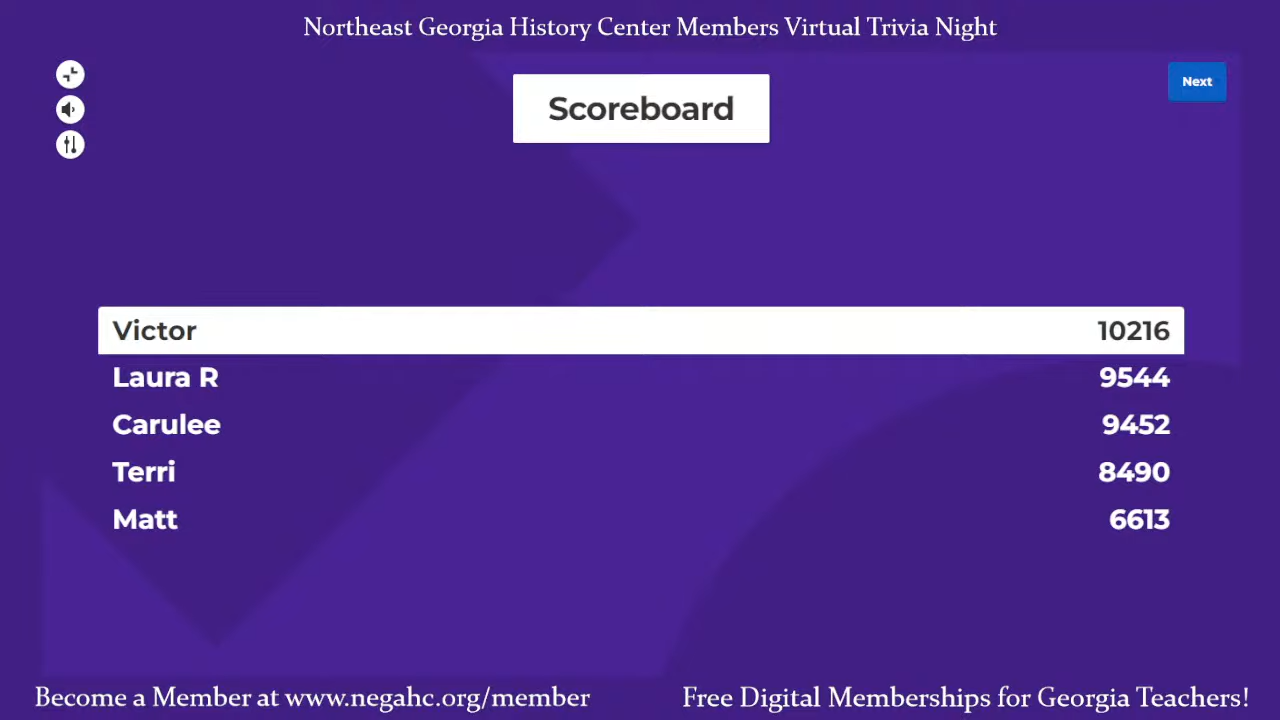 Northeast Georgia History Center Members Virtual Trivia Night
Next
Scoreboard
Victor 10216
Laura R 9544
Carulee 9452
Terri 8490
Matt 6613
Become a Member at www.negahc.org/member
Free Digital Memberships for Georgia Teachers!